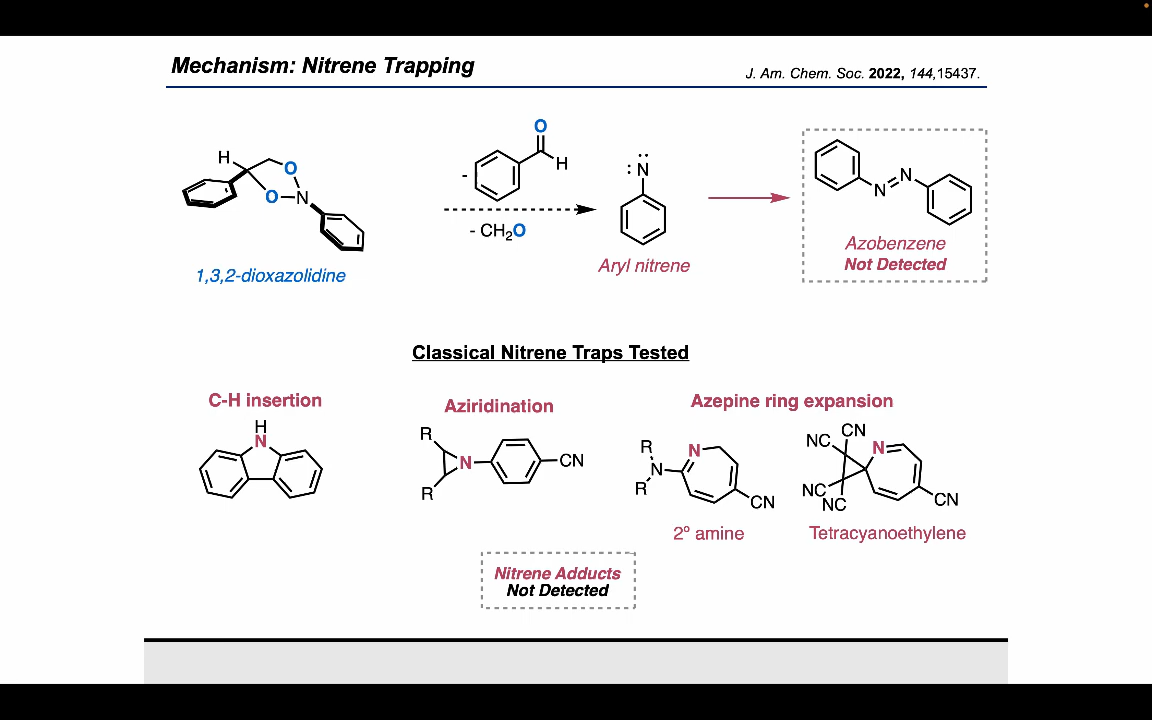 Mechanism: Nitrene Trapping
J. Am. Chem. Soc. 2022, 144,15437.
H
O
O
N
1,3,2-dioxazolidine
-
O
H
- CH2O
: N
Aryl nitrene
N
N
Azobenzene
Not Detected
Classical Nitrene Traps Tested
C-H insertion
H
N
Aziridination
R
N
CN
R
Azepine ring expansion
R
N
N
R
CN
2º amine
CN
NC
N
NC
NC
CN
Tetracyanoethylene
Nitrene Adducts
Not Detected